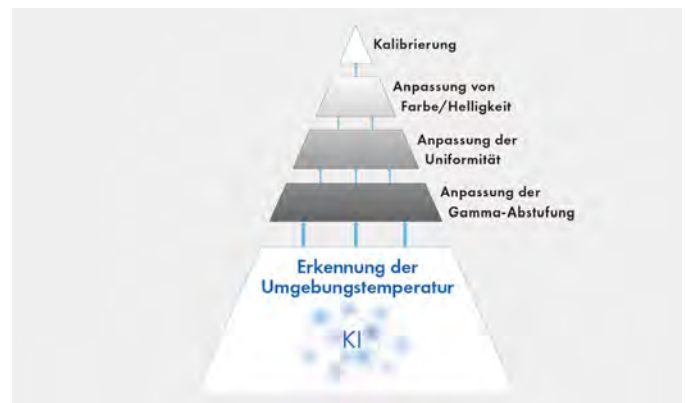 Kalibrierung
Anpassung von
Farbe/Helligkeit
Anpassung der
Uniformität
Anpassung der
Gamma-Abstufung
Erkennung der
Umgebungstemperatur
KI